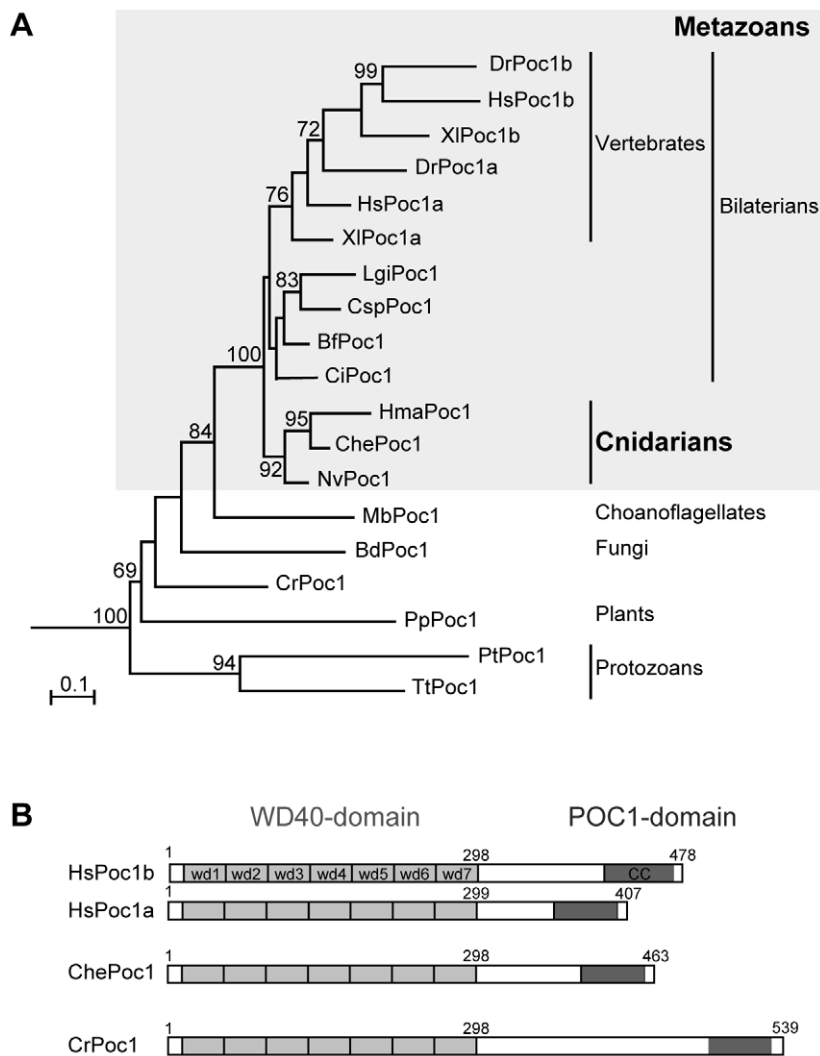 A
Metazoans
99
DrPoc1b
HsPoc1b
XlPoc1b
72
DrPoc1a
Vertebrates
76
HsPoc1a
Bilaterians
XlPoc1a
83
LgiPoc1
CspPoc1
BfPoc1
100
CiPoc1
95
HmaPoc1
84
ChePoc1
Cnidarians
92
NvPoc1
MbPoc1
Choanoflagellates
BdPoc1
Fungi
69
CrPoc1
100
PpPoc1
Plants
94
PtPoc1
Protozoans
0.1
TtPoc1
B
WD40-domain
POC1-domain
1
298
478
HsPoc1b
wd1 wd2 wd3 wd4 wd5 wd6 wd7
CC
1
299
407
HsPoc1a
1
298
463
ChePoc1
1
298
539
CrPoc1